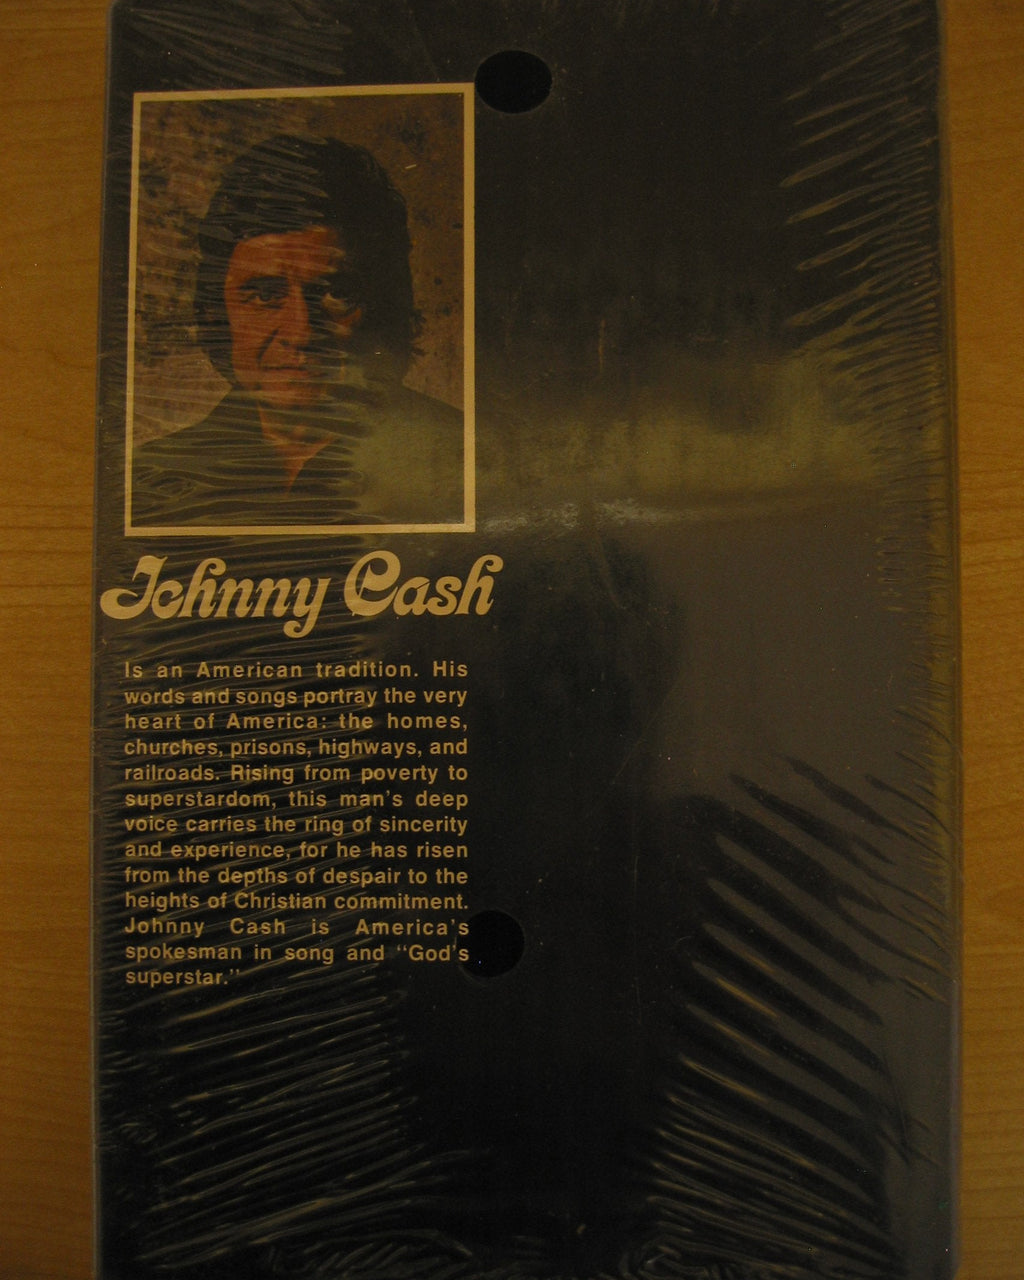 Johnny Cash
Is an American tradition. His
words and songs portray the very
heart of America: the homes,
churches, prisons, highways, and
railroads. Rising from poverty to
superstardom, this man's deep
voice carries the ring of sincerity
and experience, for he has risen
from the depths of despair to the
heights of Christian commitment.
Johnny Cash is America's
spokesman in song and "God's
superstar."